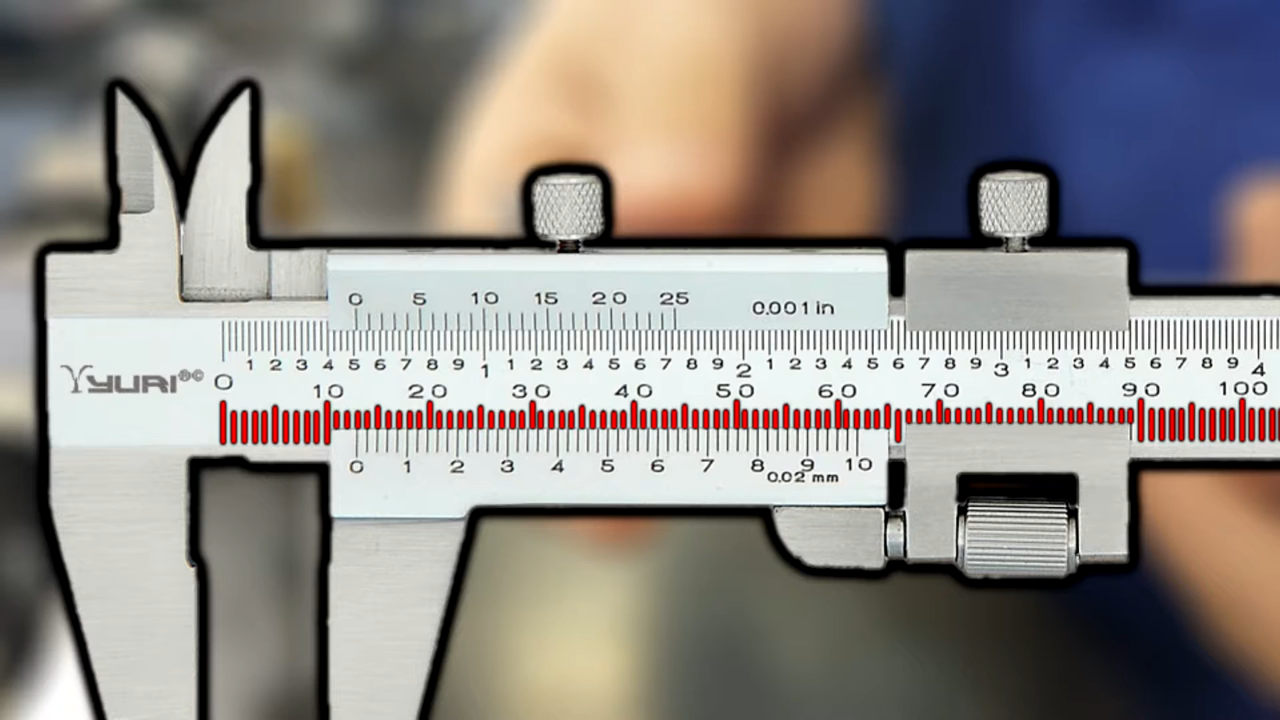 0 5 10 15 20 25 0.001 in
1 2 3 4 5 6 7 8 9 1 1 2 3 4 5 6 7 8 9 2 1 2 3 4 5 6 7 8 9 3 1 2 3 4 5 6 7 8 9 4
YURI®©
0 10 20 30 40 50 60 70 80 90 100
0 1 2 3 4 5 6 7 8 9 10
0.02 mm